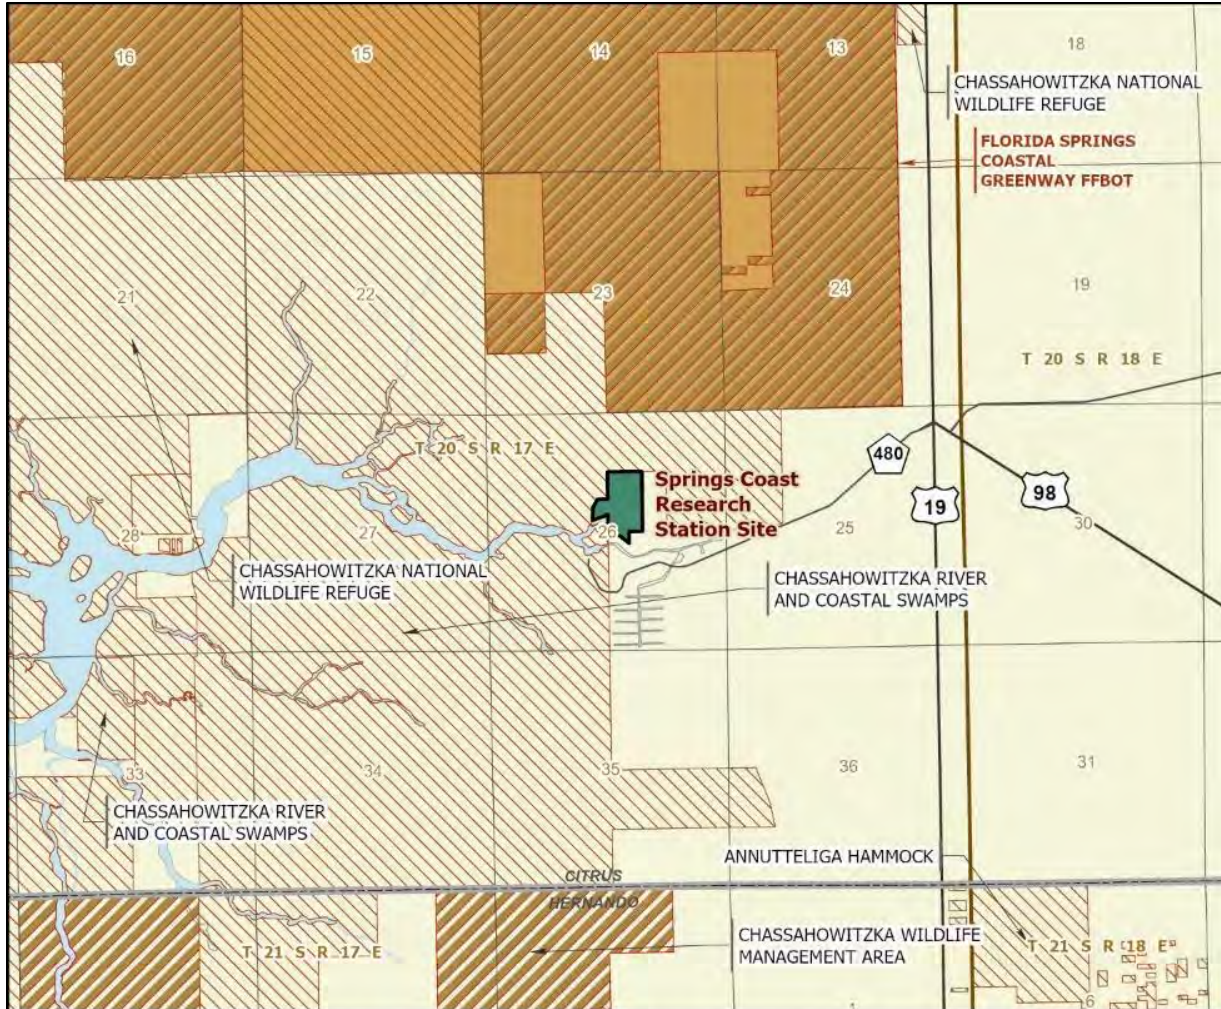 16
15
14
13
18
CHASSAHOWITZKA NATIONAL
WILDLIFE REFUGE
FLORIDA SPRINGS
COASTAL
GREENWAY FFBOT
21
22
23
24
19
T 20 S R 18 E
T 20 S R 17 E
480
19
98
Springs Coast
Research
Station Site
28
27
26
25
30
CHASSAHOWITZKA NATIONAL
WILDLIFE REFUGE
CHASSAHOWITZKA RIVER
AND COASTAL SWAMPS
33
34
35
36
31
CHASSAHOWITZKA RIVER
AND COASTAL SWAMPS
ANNUTTELIGA HAMMOCK
CITRUS
HERNANDO
T 21 S R 17 E
CHASSAHOWITZKA WILDLIFE
MANAGEMENT AREA
T 21 S R 18 E
6